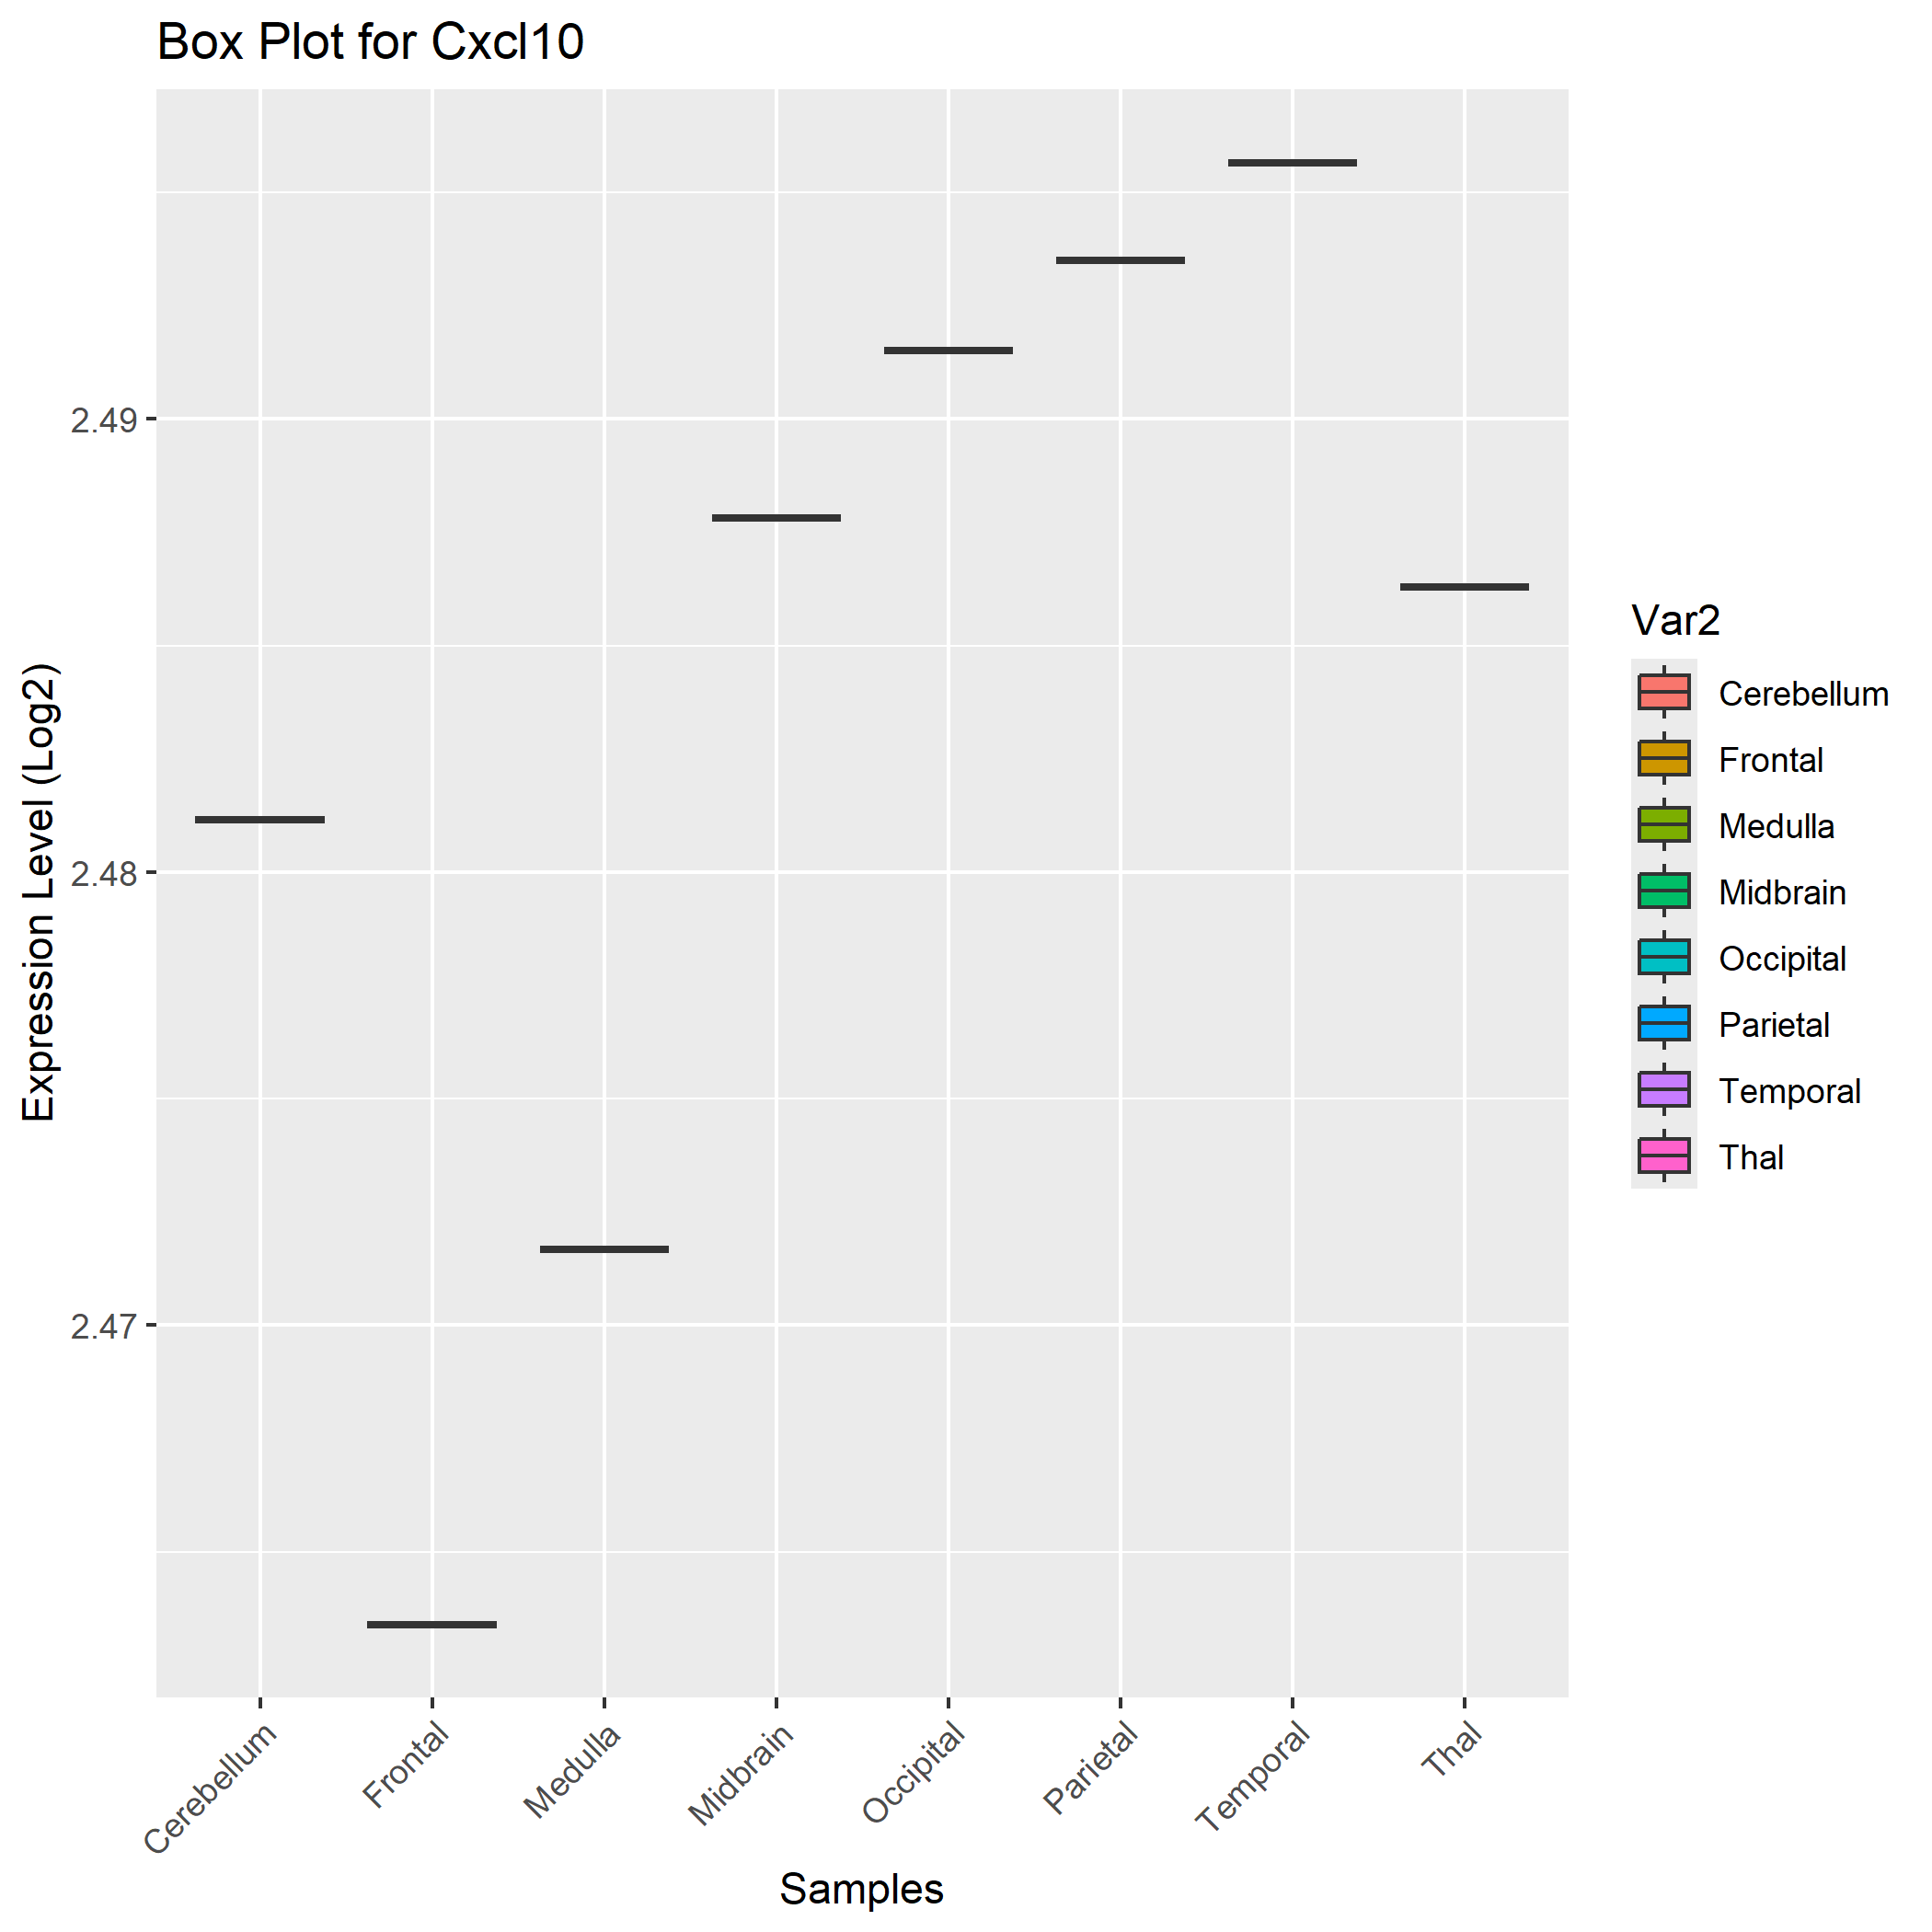 Box Plot for Cxcl10
Expression Level (Log2)
2.49
2.48
2.47
Cerebellum
Frontal
Medulla
Midbrain
Occipital
Parietal
Temporal
Thal
Samples
Var2
Cerebellum
Frontal
Medulla
Midbrain
Occipital
Parietal
Temporal
Thal